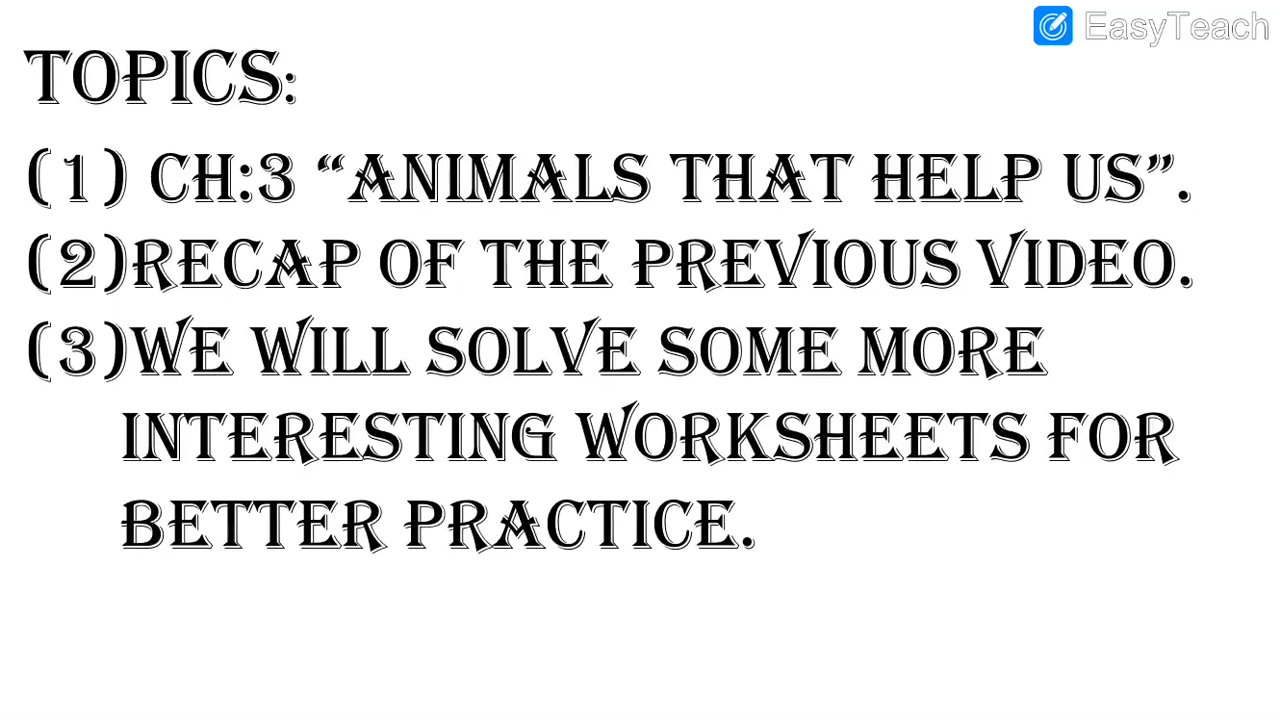 EasyTeach
TOPICS:
(1) CH:3 “ANIMALS THAT HELP US”.
(2)RECAP OF THE PREVIOUS VIDEO.
(3)WE WILL SOLVE SOME MORE
INTERESTING WORKSHEETS FOR
BETTER PRACTICE.